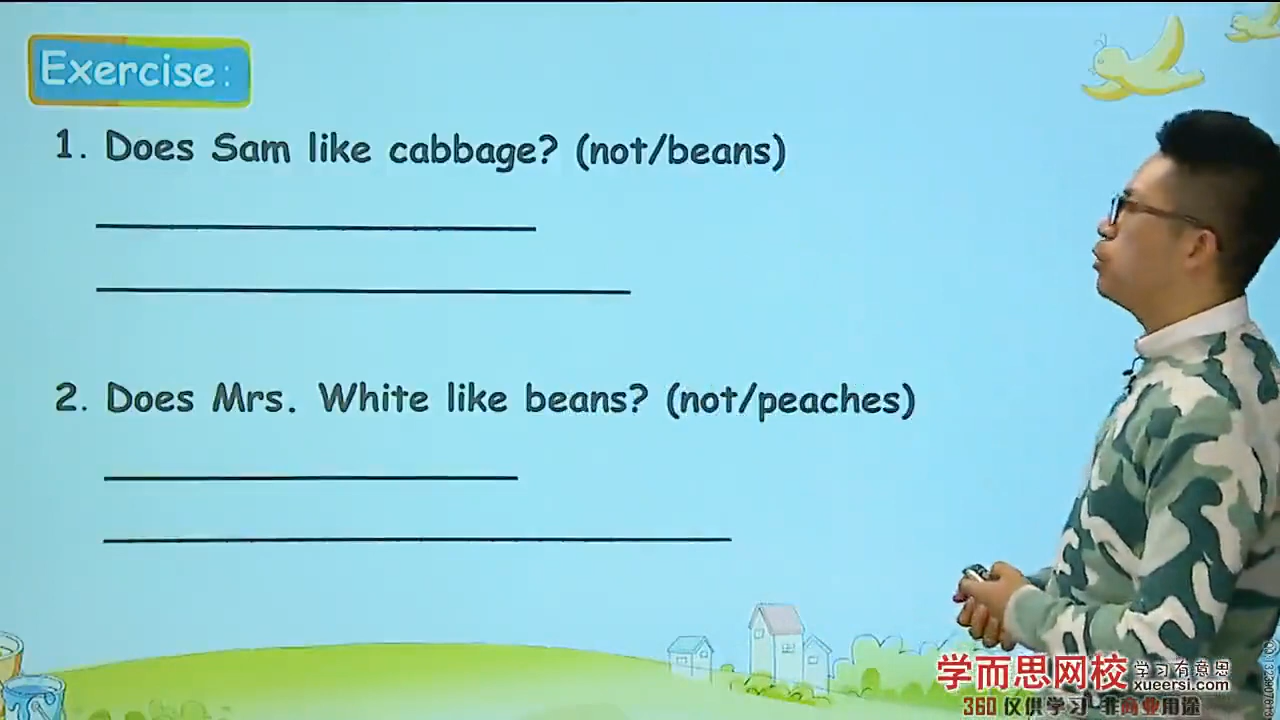 Exercise:
1. Does Sam like cabbage? (not/beans)
2. Does Mrs. White like beans? (not/peaches)
学而思网校 学习有意思
xueersi.com
360 仅供学习 非商业用途